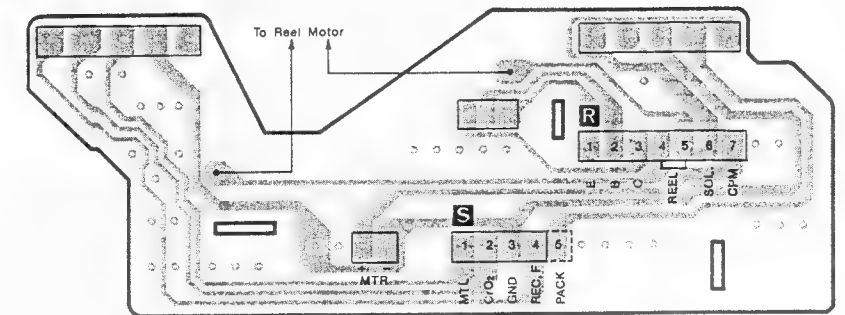 To Reel Motor
R
1 2 3 4 5 6 7
E B C REEL SOL. CPM
S
1 2 3 4 5
MTR
+ -
MTL CrO2 GND REC. F PACK